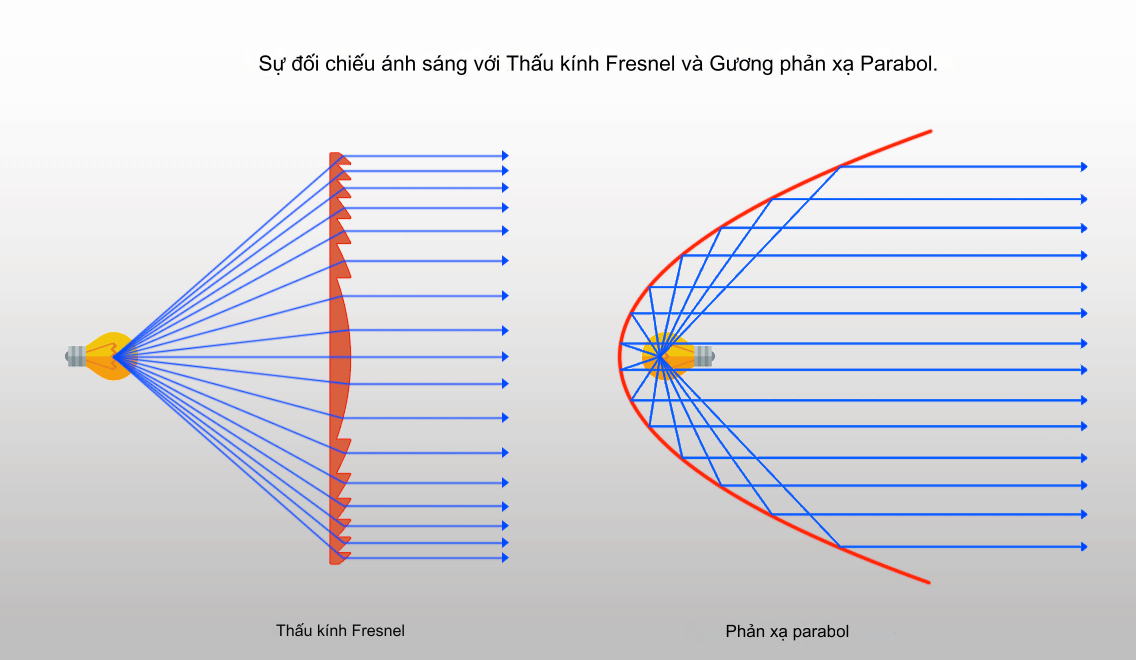 Sự đối chiếu ánh sáng với Thấu kính Fresnel và Gương phản xạ Parabol.
Thấu kính Fresnel
Phản xạ parabol